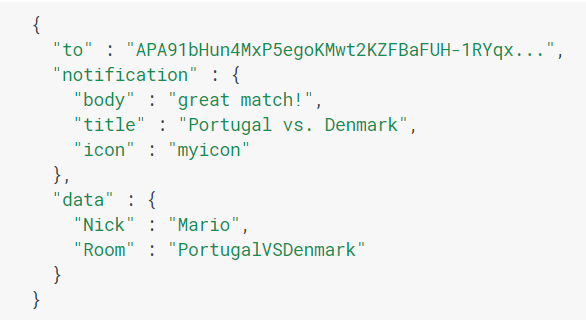 {
"to" : "APA91bHun4MxP5egoKMwt2KZFBaFUH-1RYqx...",
"notification" : {
"body" : "great match!",
"title" : "Portugal vs. Denmark",
"icon" : "myicon"
},
"data" : {
"Nick" : "Mario",
"Room" : "PortugalVSDenmark"
}
}